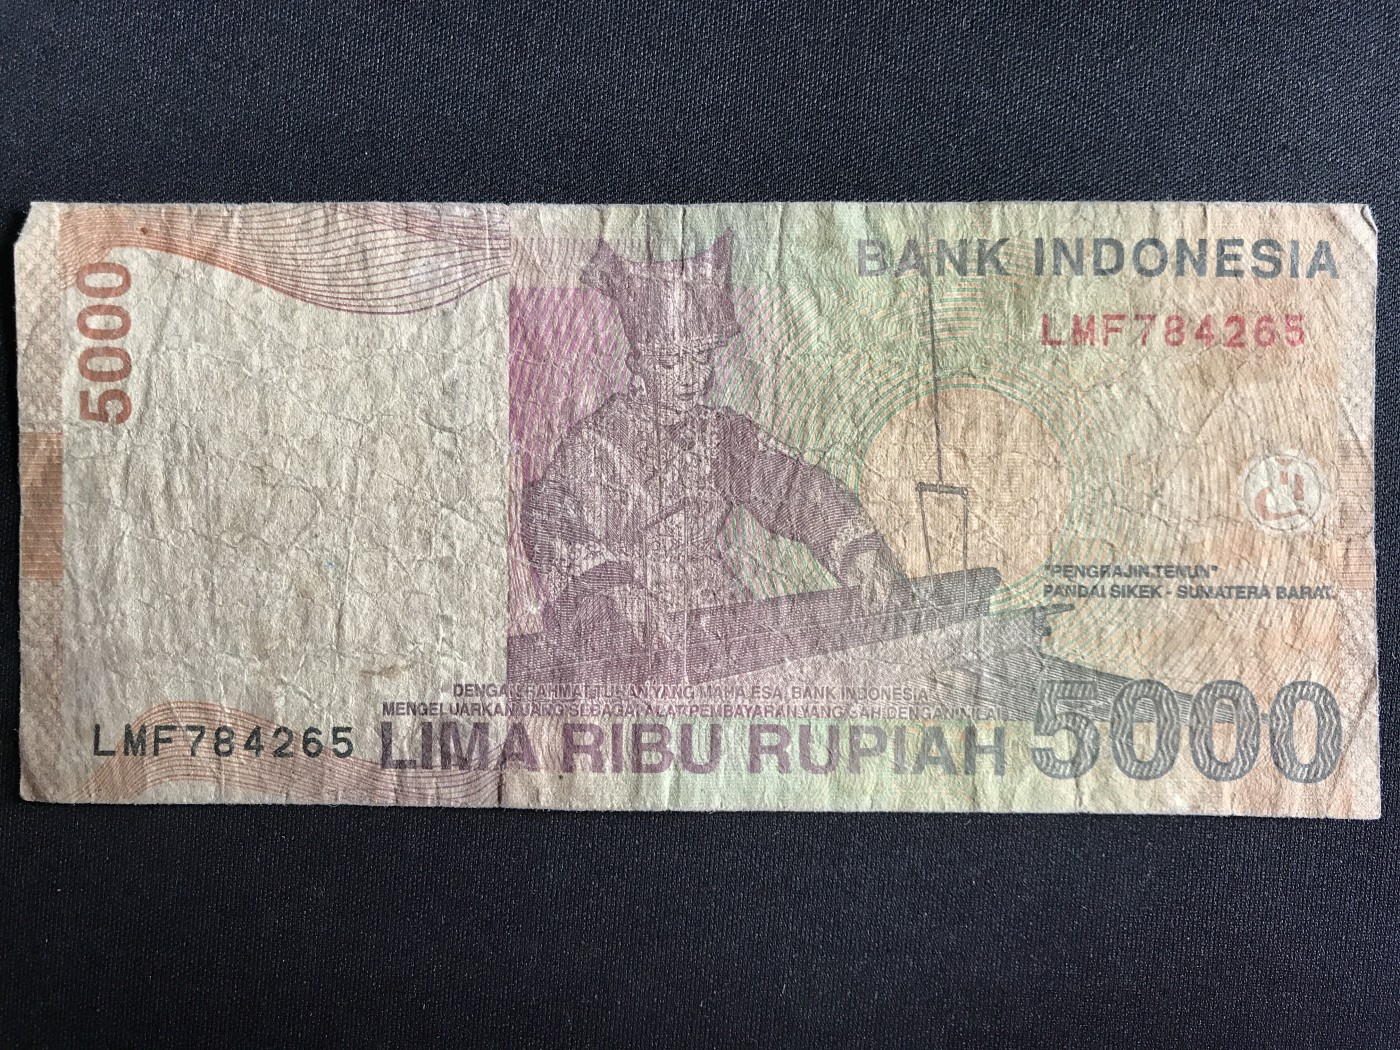 5000
BANK INDONESIA
LMF784265
"PENGRAJIN TENUN"
PANDAI SIKEK - SUMATERA BARAT.
DENGAN RAHMAT TUHAN YANG MAHA ESA, BANK INDONESIA
MENGELUARKAN UANG SEBAGAI ALAT PEMBAYARAN YANG SAH DENGAN NILAI
LMF784265 LIMA RIBU RUPIAH 5000